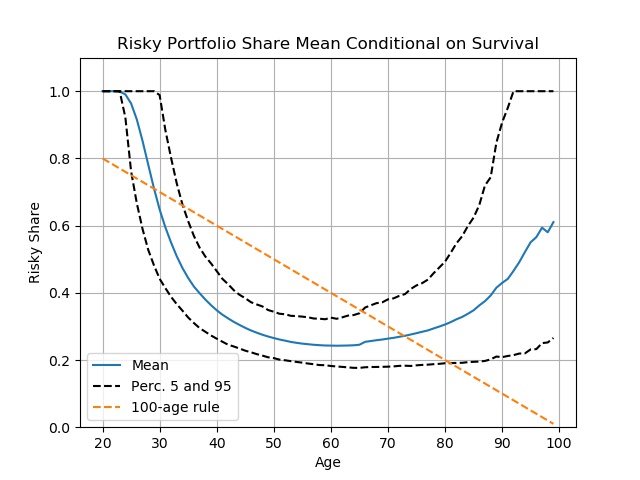 Risky Portfolio Share Mean Conditional on Survival
1.0
0.8
0.6
0.4
0.2
0.0
Risky Share
Mean
Perc. 5 and 95
100-age rule
20 30 40 50 60 70 80 90 100
Age